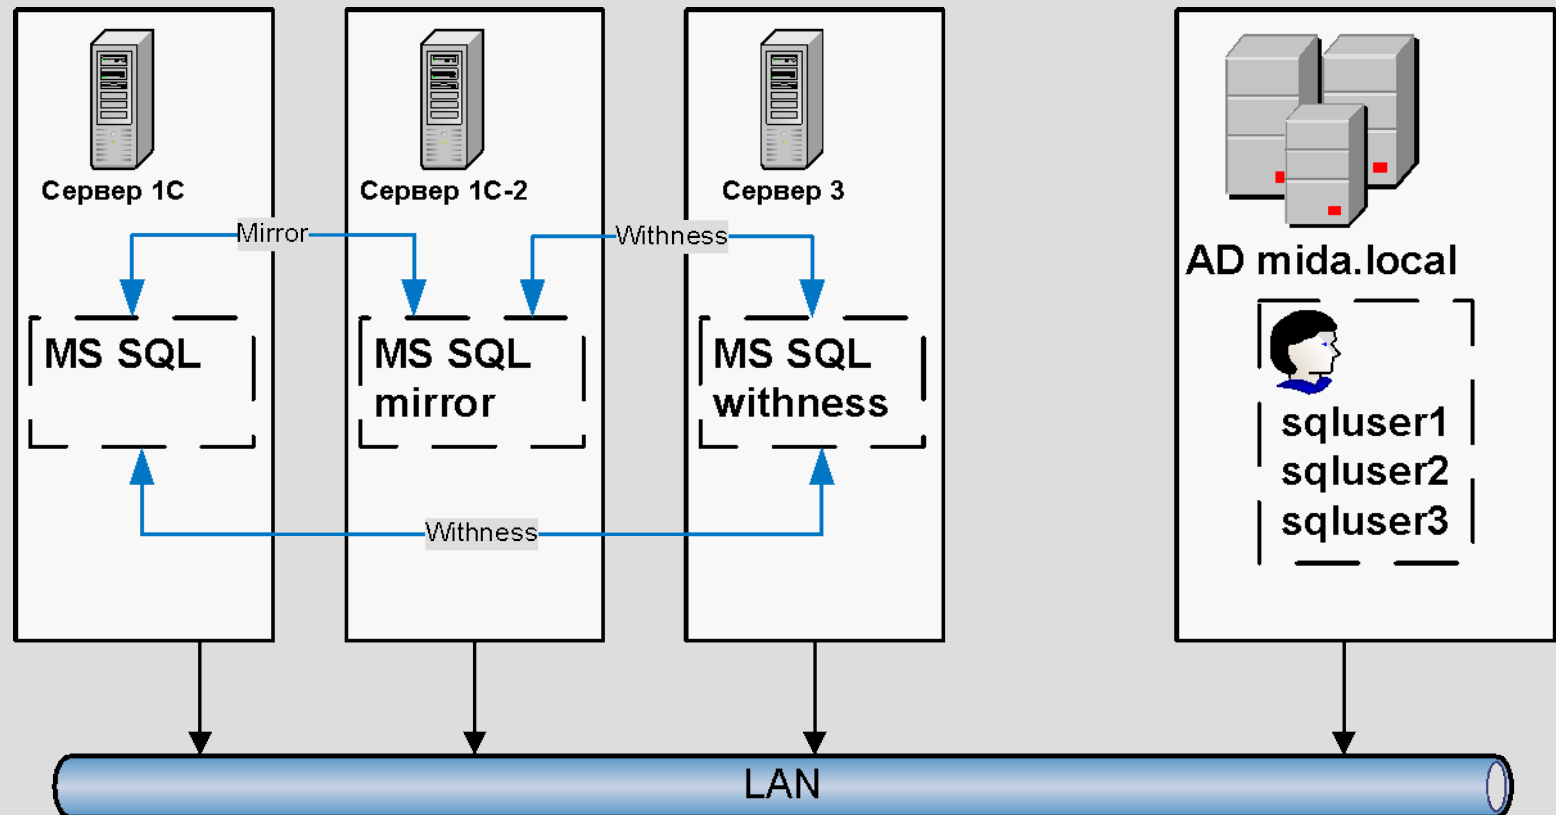 Сервер 1С
Сервер 1С-2
Сервер 3
Mirror
Withness
AD mida.local
MS SQL
MS SQL
mirror
MS SQL
withness
sqluser1
sqluser2
sqluser3
Withness
LAN